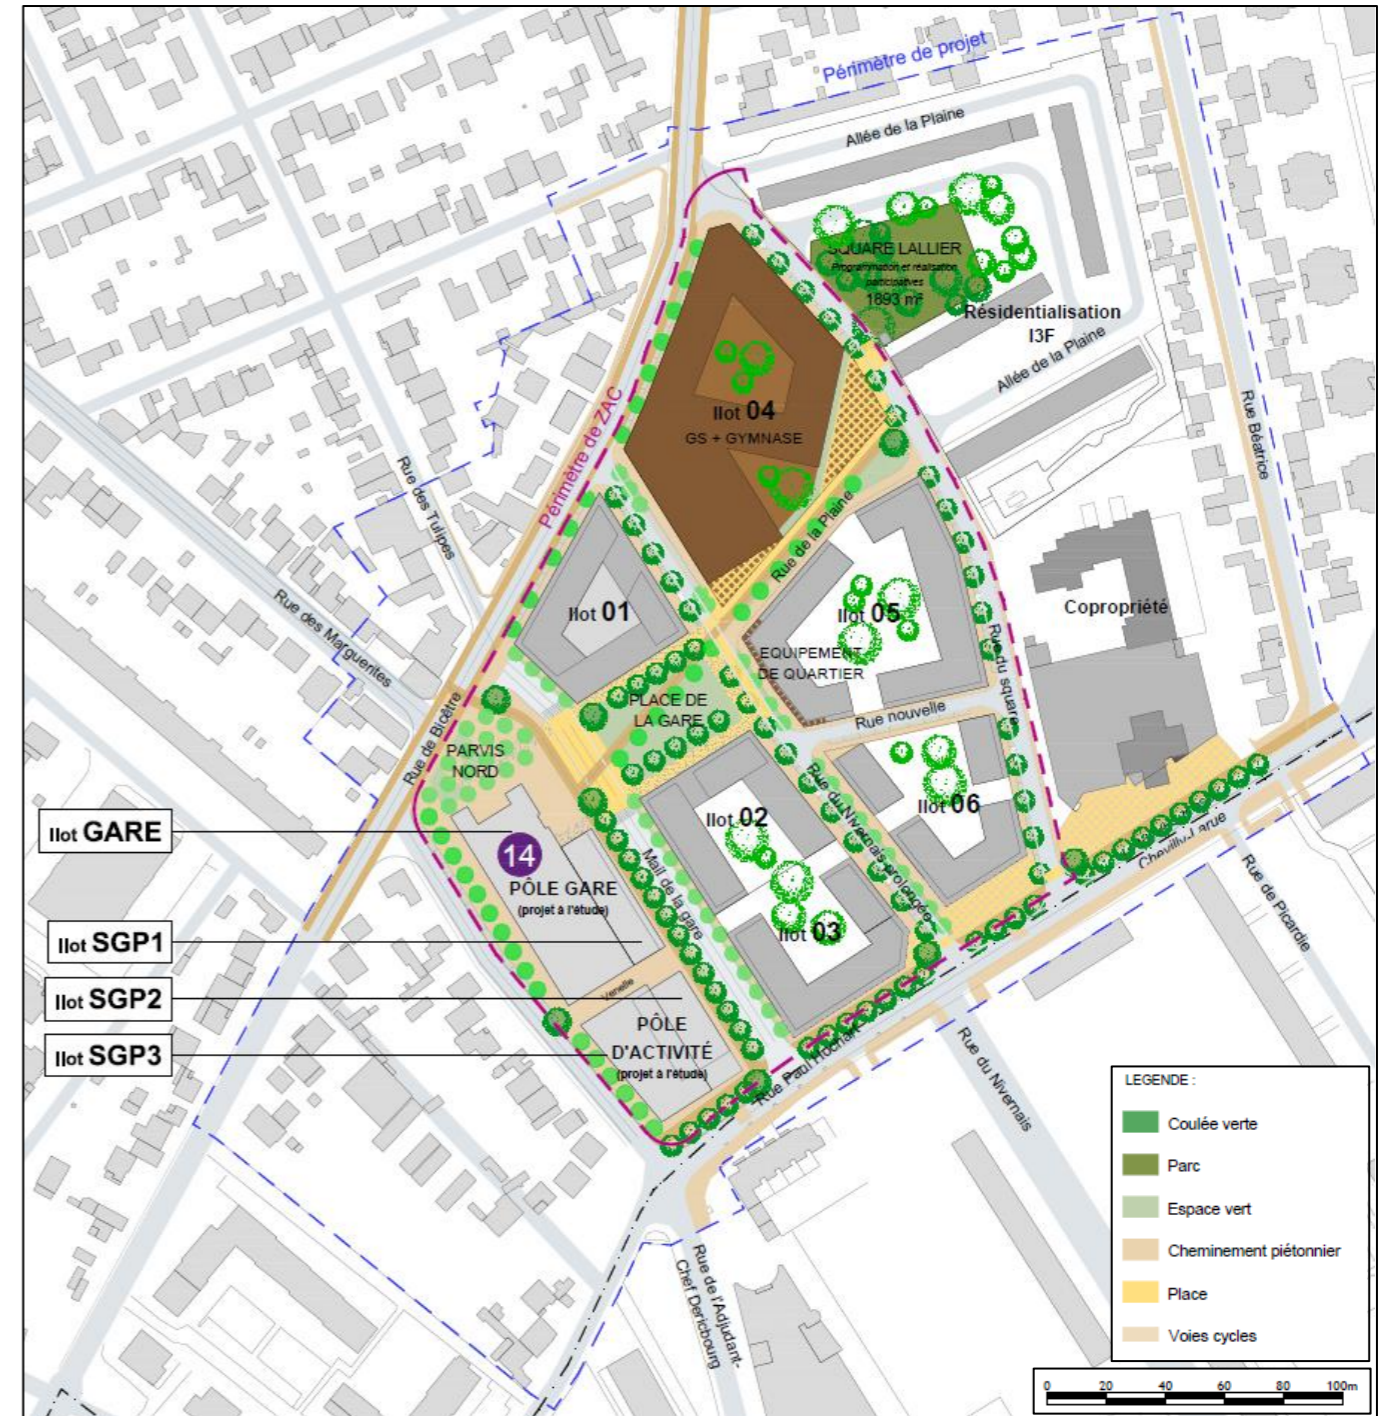 Périmètre de projet
Allée de la Plaine
SQUARE LALLIER
Programmation et réalisation
participatives
1893 m²
Résidentialisation
I3F
Allée de la Plaine
Rue Béatrice
Périmètre de ZAC
Ilot 04
GS + GYMNASE
Rue des Tulipes
Rue de la Plaine
Rue des Marguerites
Ilot 01
Ilot 05
Copropriété
EQUIPEMENT
DE QUARTIER
Rue du square
PLACE DE
LA GARE
Rue nouvelle
Rue de Bicêtre
PARVIS
NORD
Ilot 02
Ilot 06
Rue du Nivernais prolongée
Chevilly-Larue
Ilot GARE
14
PÔLE GARE
(projet à l'étude)
Mail de la gare
Rue de Picardie
Ilot SGP1
Ilot 03
Ilot SGP2
Venelle
Ilot SGP3
PÔLE
D'ACTIVITÉ
(projet à l'étude)
Rue Paul Hochart
Rue du Nivernais
Rue de l'Adjudant-
Chef Dericbourg
LEGENDE :
Coulée verte
Parc
Espace vert
Cheminement piétonnier
Place
Voies cycles
0 20 40 60 80 100m